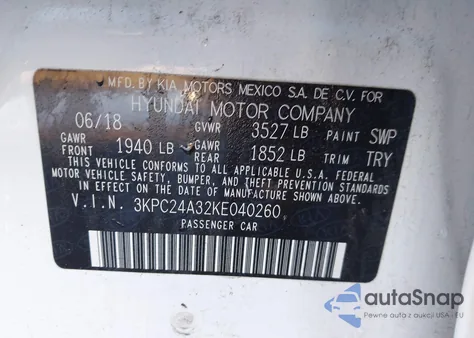 MFD. BY KIA MOTORS MEXICO S.A. DE C.V. FOR
HYUNDAI MOTOR COMPANY
06/18 GVWR 3527 LB PAINT SWP
GAWR FRONT 1940 LB GAWR REAR 1852 LB TRIM TRY
THIS VEHICLE CONFORMS TO ALL APPLICABLE U.S.A. FEDERAL
MOTOR VEHICLE SAFETY, BUMPER, AND THEFT PREVENTION STANDARDS
IN EFFECT ON THE DATE OF MANUFACTURE SHOWN ABOVE.
V.I.N. 3KPC24A32KE040260
PASSENGER CAR
autoSnap
Pewne auta z południa USA - EU